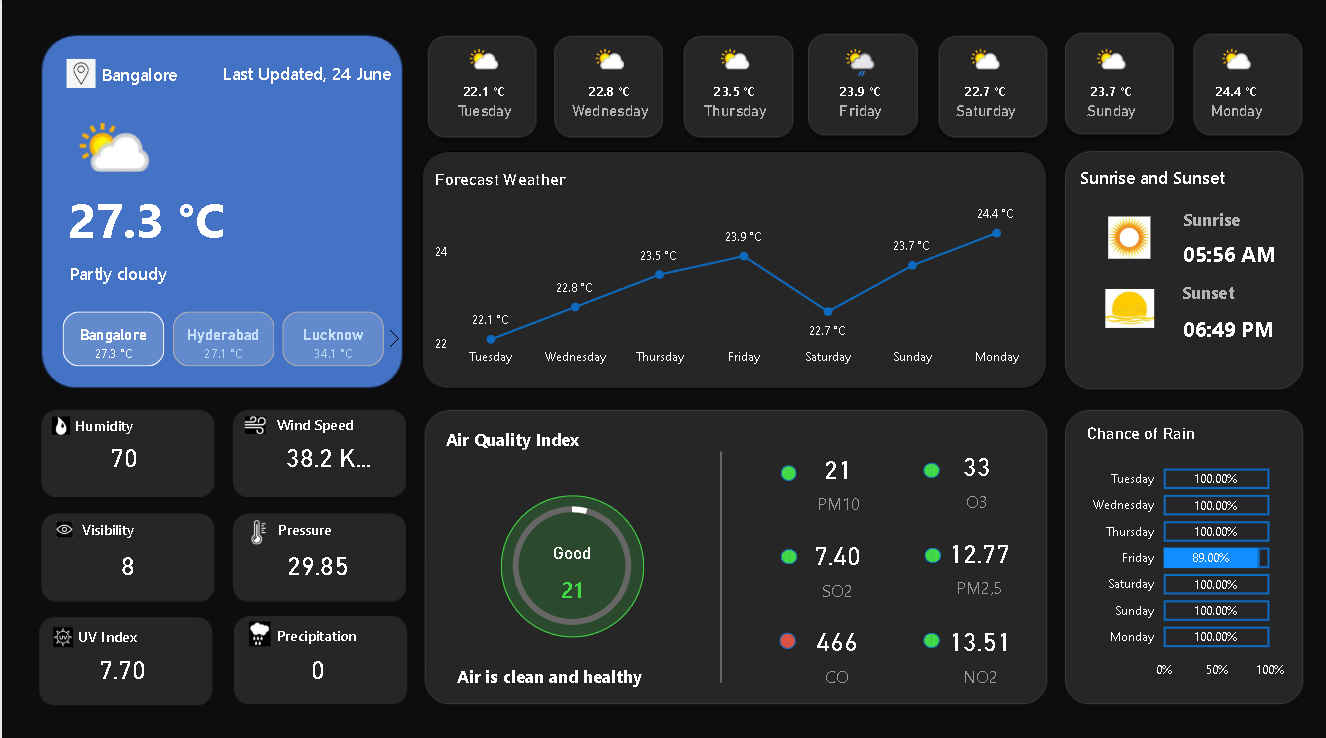 Bangalore
Last Updated, 24 June
27.3 °C
Partly cloudy
Bangalore
27.3 °C
Hyderabad
27.1 °C
Lucknow
34.1 °C
22.1 °C
Tuesday
22.8 °C
Wednesday
23.5 °C
Thursday
23.9 °C
Friday
22.7 °C
Saturday
23.7 °C
Sunday
24.4 °C
Monday
Forecast Weather
24
22
22.1 °C
22.8 °C
23.5 °C
23.9 °C
22.7 °C
23.7 °C
24.4 °C
Tuesday
Wednesday
Thursday
Friday
Saturday
Sunday
Monday
Sunrise and Sunset
Sunrise
05:56 AM
Sunset
06:49 PM
Humidity
70
Wind Speed
38.2 K...
Visibility
8
Pressure
29.85
UV
UV Index
7.70
Precipitation
0
Air Quality Index
Good
21
Air is clean and healthy
21
PM10
33
O3
7.40
SO2
12.77
PM2,5
466
CO
13.51
NO2
Chance of Rain
Tuesday 100.00%
Wednesday 100.00%
Thursday 100.00%
Friday 89.00%
Saturday 100.00%
Sunday 100.00%
Monday 100.00%
0% 50% 100%